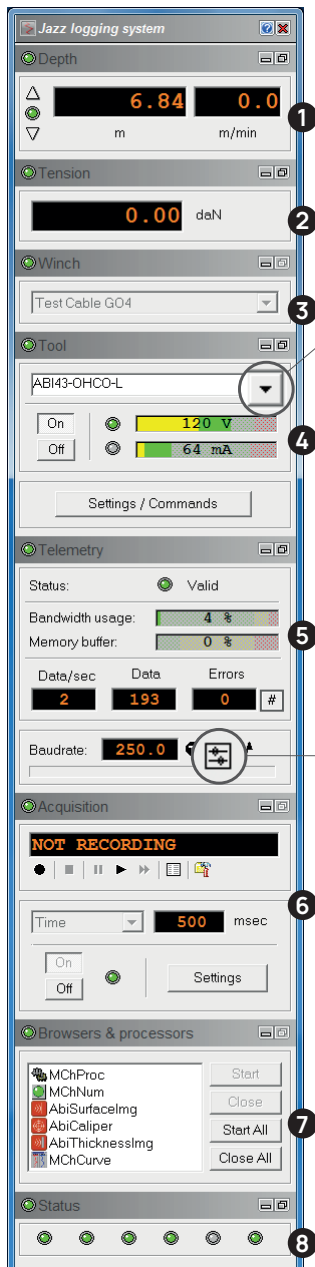 Jazz logging system
Depth
6.84 0.0
m m/min
1
Tension
0.00 daN
2
Winch
Test Cable GO4
3
Tool
ABI43-OHCO-L
On 120 V
Off 64 mA
4
Settings / Commands
Telemetry
Status: Valid
Bandwidth usage: 4 %
Memory buffer: 0 %
5
Data/sec Data Errors
2 193 0 #
Baudrate: 250.0
Acquisition
NOT RECORDING
6
Time 500 msec
On
Off Settings
Browsers & processors
MChProc Start
MChNum
AbiSurfaceImg Close
AbiCaliper Start All
AbiThicknessImg
MChCurve Close All
7
Status
8